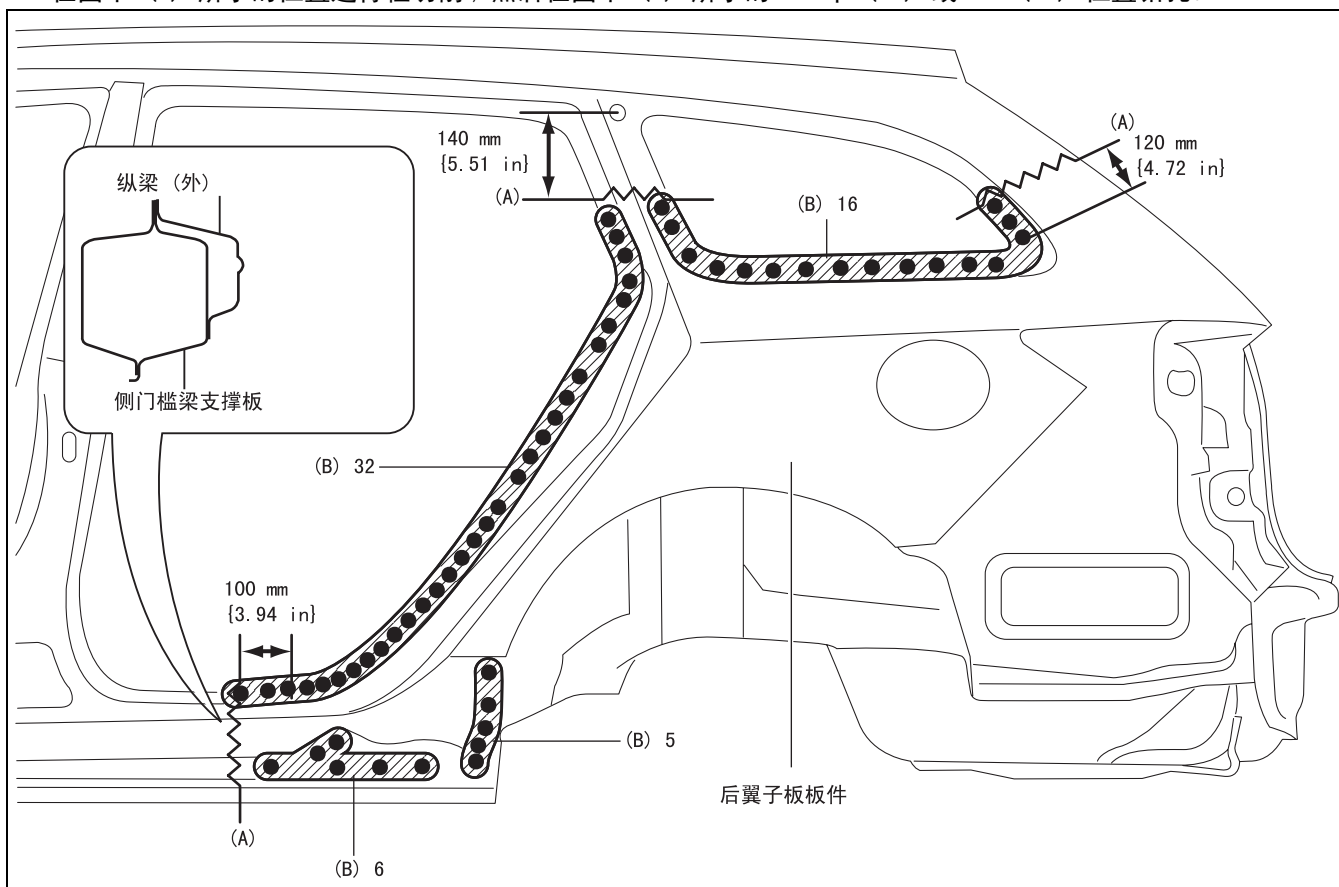 140 mm
{5.51 in}
(A)
(A)
120 mm
{4.72 in}
纵梁 (外)
(B) 16
侧门槛梁支撑板
(B) 32
100 mm
{3.94 in}
(B) 5
后翼子板板件
(A)
(B) 6